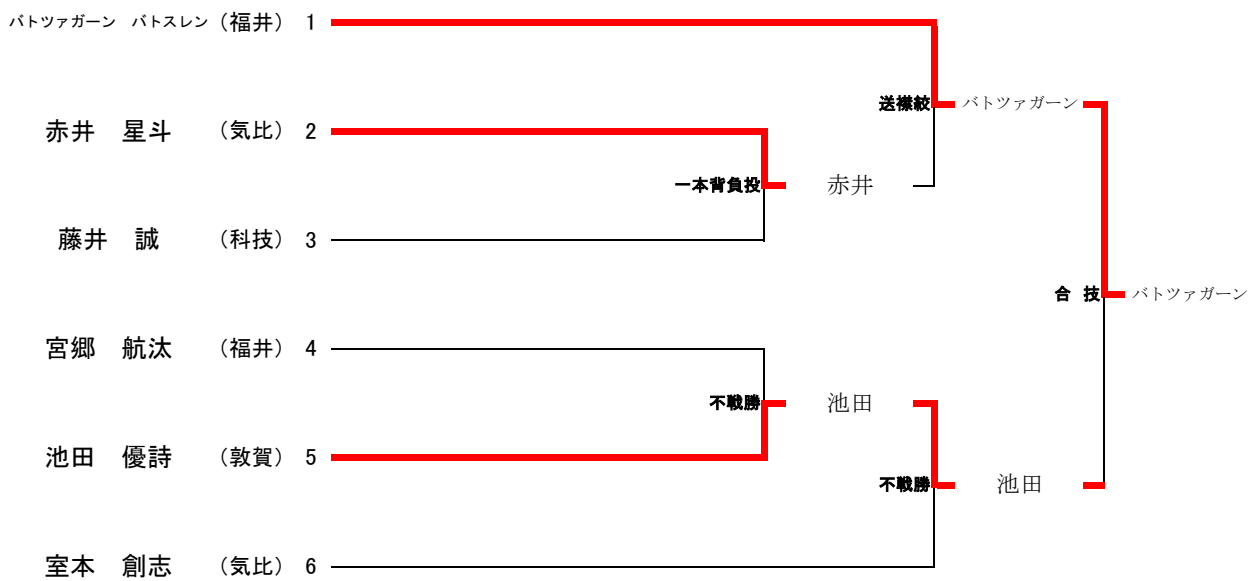 バトツァガーン　バトスレン（福井） 1
送襟絞 バトツァガーン
赤井　星斗　（気比） 2
一本背負投 赤井
藤井　誠　（科技） 3
合 技 バトツァガーン
宮郷　航汰　（福井） 4
不戦勝 池田
池田　優詩　（敦賀） 5
不戦勝 池田
室本　創志　（気比） 6